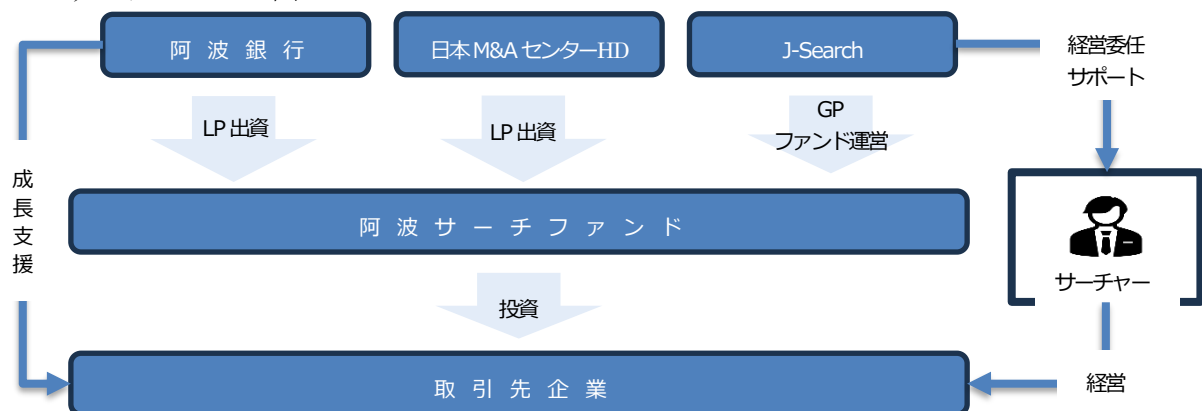 阿波銀行
日本M&AセンターHD
J-Search
経営委任
サポート
LP出資
LP出資
GP
ファンド運営
成長支援
阿波サーチファンド
サーチャー
投資
取引先企業
経営